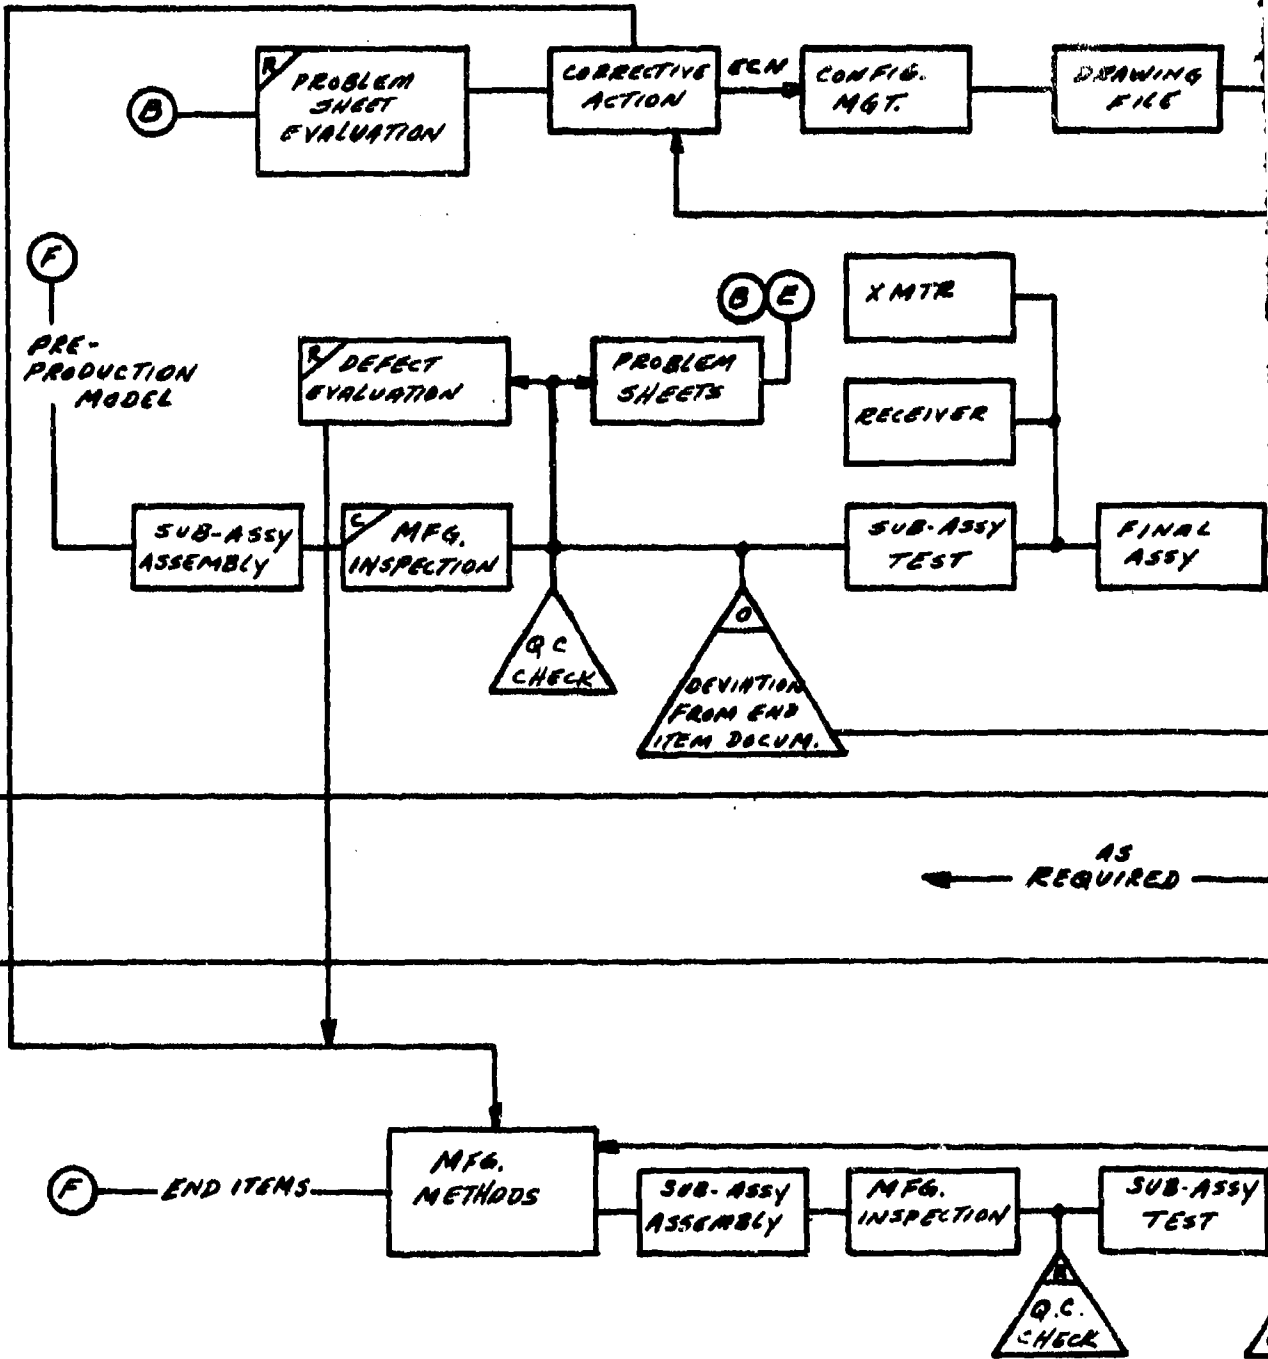 R
PROBLEM
SHEET
EVALUATION
B
CORRECTIVE
ACTION
ECN
CONFIG.
MGT.
DRAWING
FILE
F
PRE-
PRODUCTION
MODEL
B E
XMTR
R
DEFECT
EVALUATION
PROBLEM
SHEETS
RECEIVER
SUB-ASSY
ASSEMBLY
C
MFG.
INSPECTION
SUB-ASSY
TEST
FINAL
ASSY
QC
CHECK
O
DEVIATION
FROM END
ITEM DOCUM.
AS
REQUIRED
F
END ITEMS
MFG.
METHODS
SUB-ASSY
ASSEMBLY
MFG.
INSPECTION
SUB-ASSY
TEST
Q.C.
CHECK